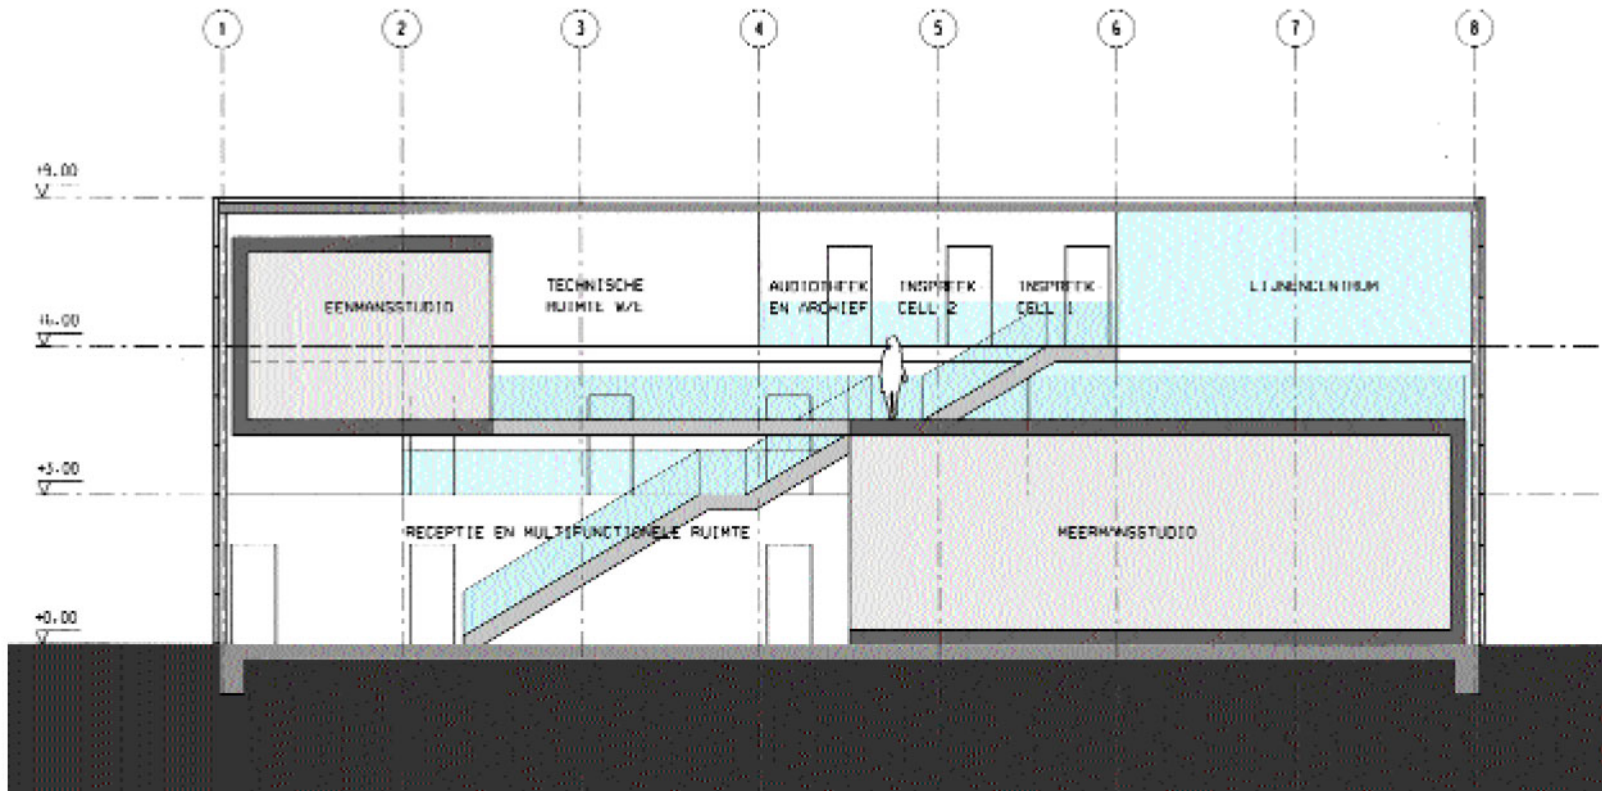 1 2 3 4 5 6 7 8
+9.00
TECHNISCHE
RUIMTE W/E
AUDIOTHEEK
EN ARCHIEF
INSPREEK-
CELL 2
INSPREEK-
CELL 1
LIJNENCENTRUM
EENMANSSTUDIO
+6.00
+3.00
RECEPTIE EN MULTIFUNCTIONELE RUIMTE
MEERMANSSTUDIO
+0.00